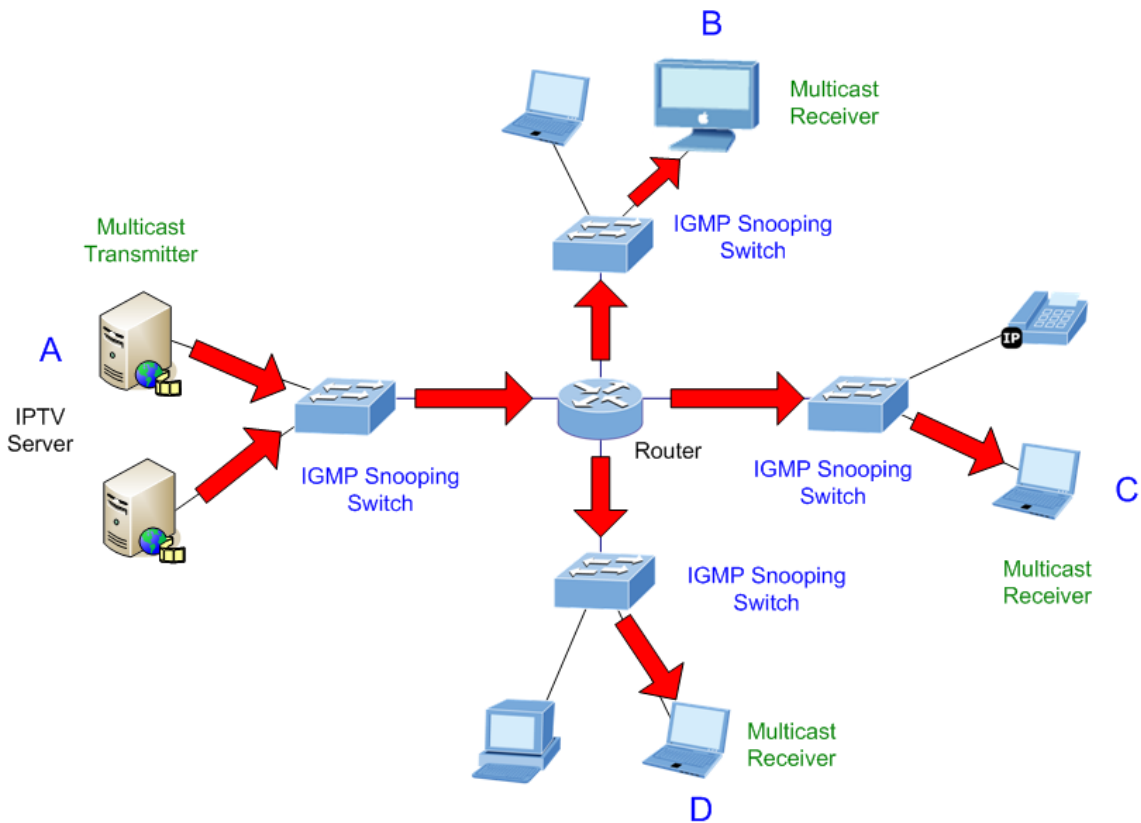 B
Multicast
Receiver
IGMP Snooping
Switch
Multicast
Transmitter
A
IPTV
Server
IGMP Snooping
Switch
Router
IP
IGMP Snooping
Switch
C
Multicast
Receiver
IGMP Snooping
Switch
Multicast
Receiver
D